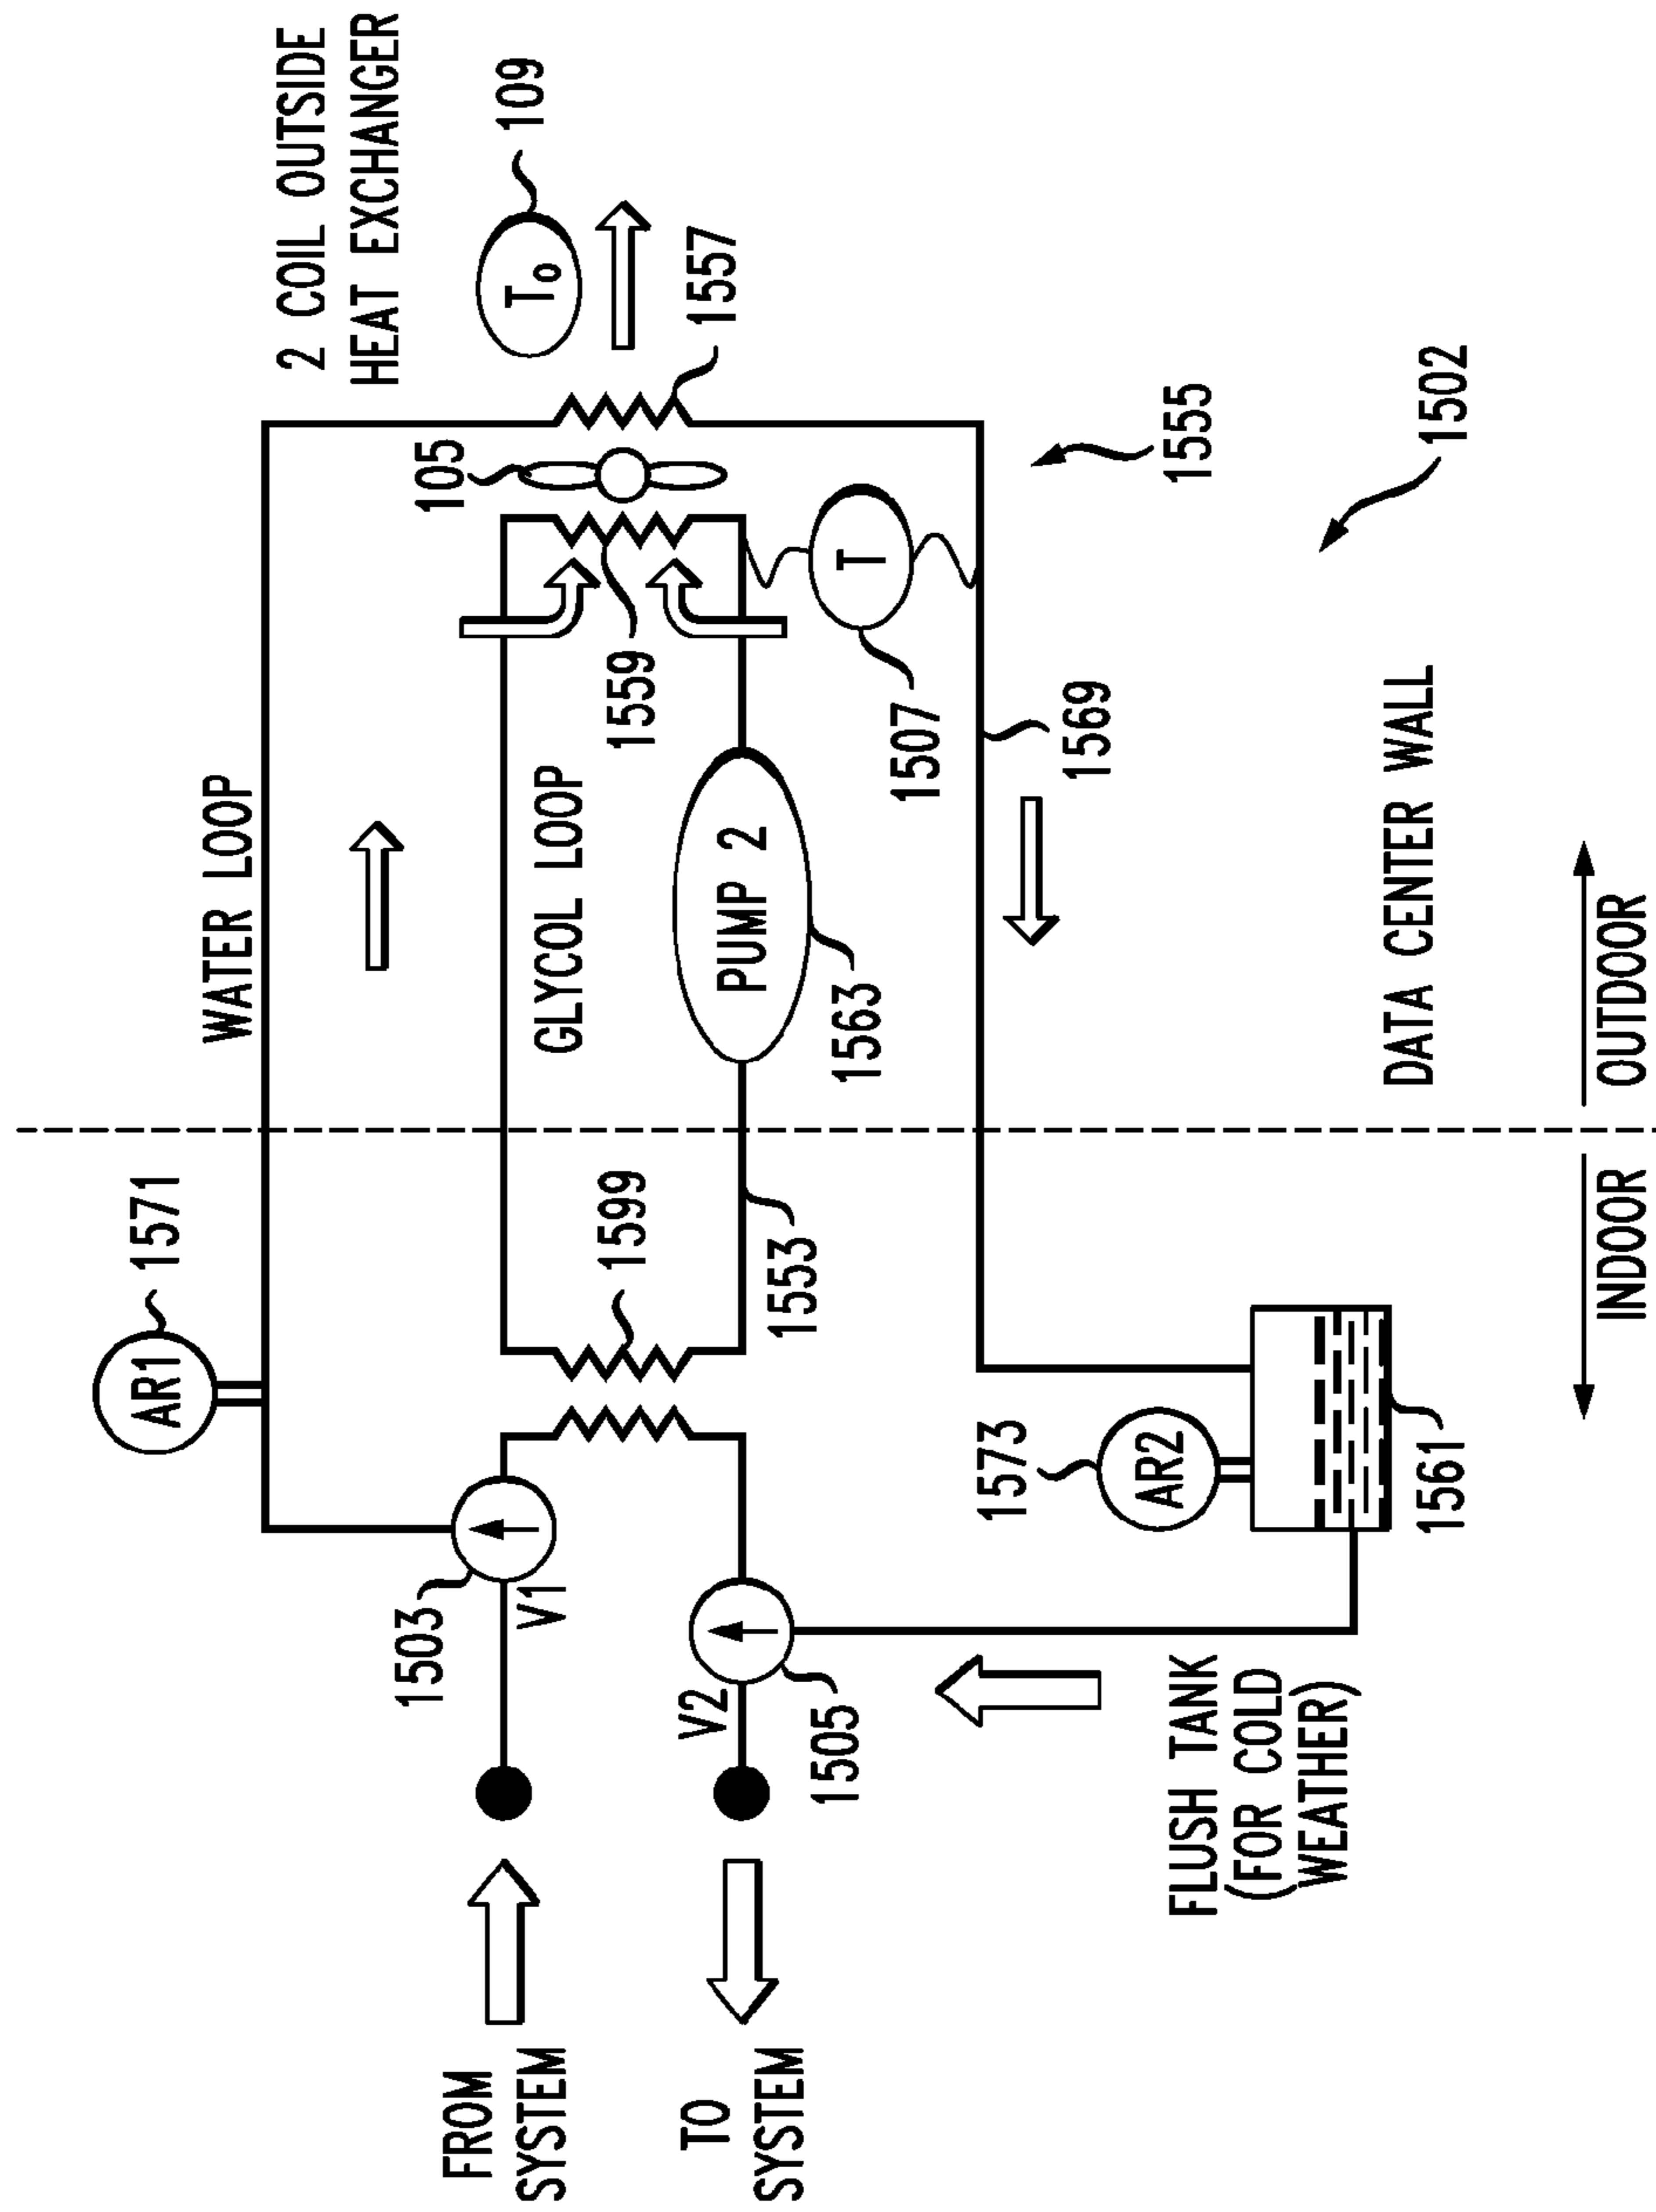 2 COIL OUTSIDE
HEAT EXCHANGER
109
T0
1557
105
1555
1502
WATER LOOP
GLYCOL LOOP
1559
PUMP 2
1563
T
1507
1569
DATA CENTER WALL
OUTDOOR
INDOOR
1571
AR1
1599
1553
1573
AR2
1561
1503
V1
V2
1505
FLUSH TANK
(FOR COLD
WEATHER)
FROM
SYSTEM
TO
SYSTEM